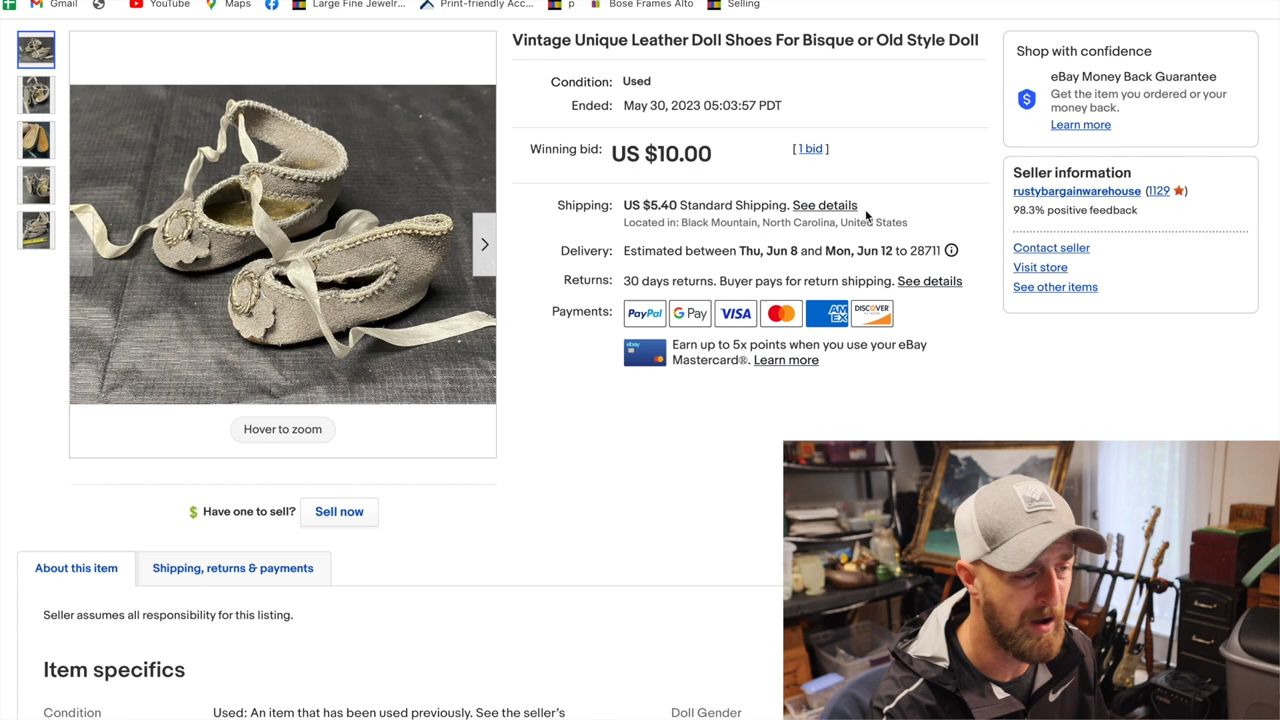 Gmail
YouTube
Maps
Large Fine Jewelr...
Print-friendly Acc...
p
Bose Frames Alto
Selling
Vintage Unique Leather Doll Shoes For Bisque or Old Style Doll
Condition: Used
Ended: May 30, 2023 05:03:57 PDT
Winning bid: US $10.00 [ 1 bid ]
Shipping: US $5.40 Standard Shipping. See details
Located in: Black Mountain, North Carolina, United States
Delivery: Estimated between Thu, Jun 8 and Mon, Jun 12 to 28711
Returns: 30 days returns. Buyer pays for return shipping. See details
Payments: PayPal G Pay VISA AM EX DISCOVER
ebay
Earn up to 5x points when you use your eBay
Mastercard®. Learn more
Shop with confidence
eBay Money Back Guarantee
Get the item you ordered or your
money back.
Learn more
Seller information
rustybargainwarehouse (1129)
98.3% positive feedback
Contact seller
Visit store
See other items
Hover to zoom
Have one to sell? Sell now
About this item
Shipping, returns & payments
Seller assumes all responsibility for this listing.
Item specifics
Condition
Used: An item that has been used previously. See the seller's
Doll Gender